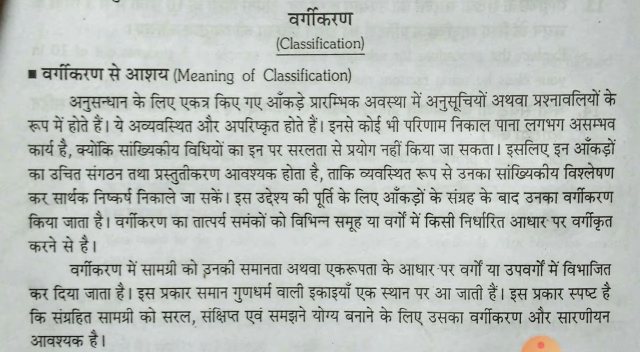 वर्गीकरण
(Classification)
■ वर्गीकरण से आशय (Meaning of Classification)
अनुसन्धान के लिए एकत्र किए गए आँकड़े प्रारम्भिक अवस्था में अनुसूचियों अथवा प्रश्नावलियों के
रूप में होते हैं। ये अव्यवस्थित और अपरिष्कृत होते हैं। इनसे कोई भी परिणाम निकाल पाना लगभग असम्भव
कार्य है, क्योंकि सांख्यिकीय विधियों का इन पर सरलता से प्रयोग नहीं किया जा सकता। इसलिए इन आँकड़ों
का उचित संगठन तथा प्रस्तुतीकरण आवश्यक होता है, ताकि व्यवस्थित रूप से उनका सांख्यिकीय विश्लेषण
कर सार्थक निष्कर्ष निकाले जा सकें। इस उद्देश्य की पूर्ति के लिए आँकड़ों के संग्रह के बाद उनका वर्गीकरण
किया जाता है। वर्गीकरण का तात्पर्य समंकों को विभिन्न समूह या वर्गों में किसी निर्धारित आधार पर वर्गीकृत
करने से है।
वर्गीकरण में सामग्री को उनकी समानता अथवा एकरूपता के आधार पर वर्गों या उपवर्गों में विभाजित
कर दिया जाता है। इस प्रकार समान गुणधर्म वाली इकाइयाँ एक स्थान पर आ जाती हैं। इस प्रकार स्पष्ट है
कि संग्रहित सामग्री को सरल, संक्षिप्त एवं समझने योग्य बनाने के लिए उसका वर्गीकरण और सारणीयन
आवश्यक है।